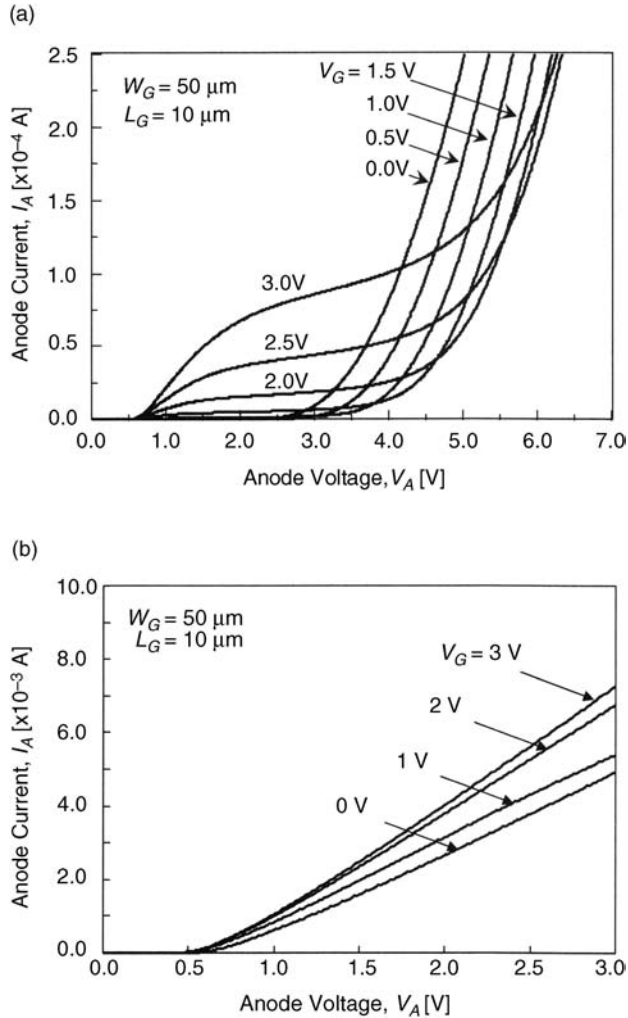 (a)
2.5
2.0
1.5
1.0
0.5
0.0
Anode Current, I_A [x10⁻⁴ A]
W_G = 50 μm
L_G = 10 μm
V_G = 1.5 V
1.0V
0.5V
0.0V
3.0V
2.5V
2.0V
0.0 1.0 2.0 3.0 4.0 5.0 6.0 7.0
Anode Voltage, V_A [V]
(b)
10.0
8.0
6.0
4.0
2.0
0.0
Anode Current, I_A [x10⁻³ A]
W_G = 50 μm
L_G = 10 μm
V_G = 3 V
2 V
1 V
0 V
0.0 0.5 1.0 1.5 2.0 2.5 3.0
Anode Voltage, V_A [V]